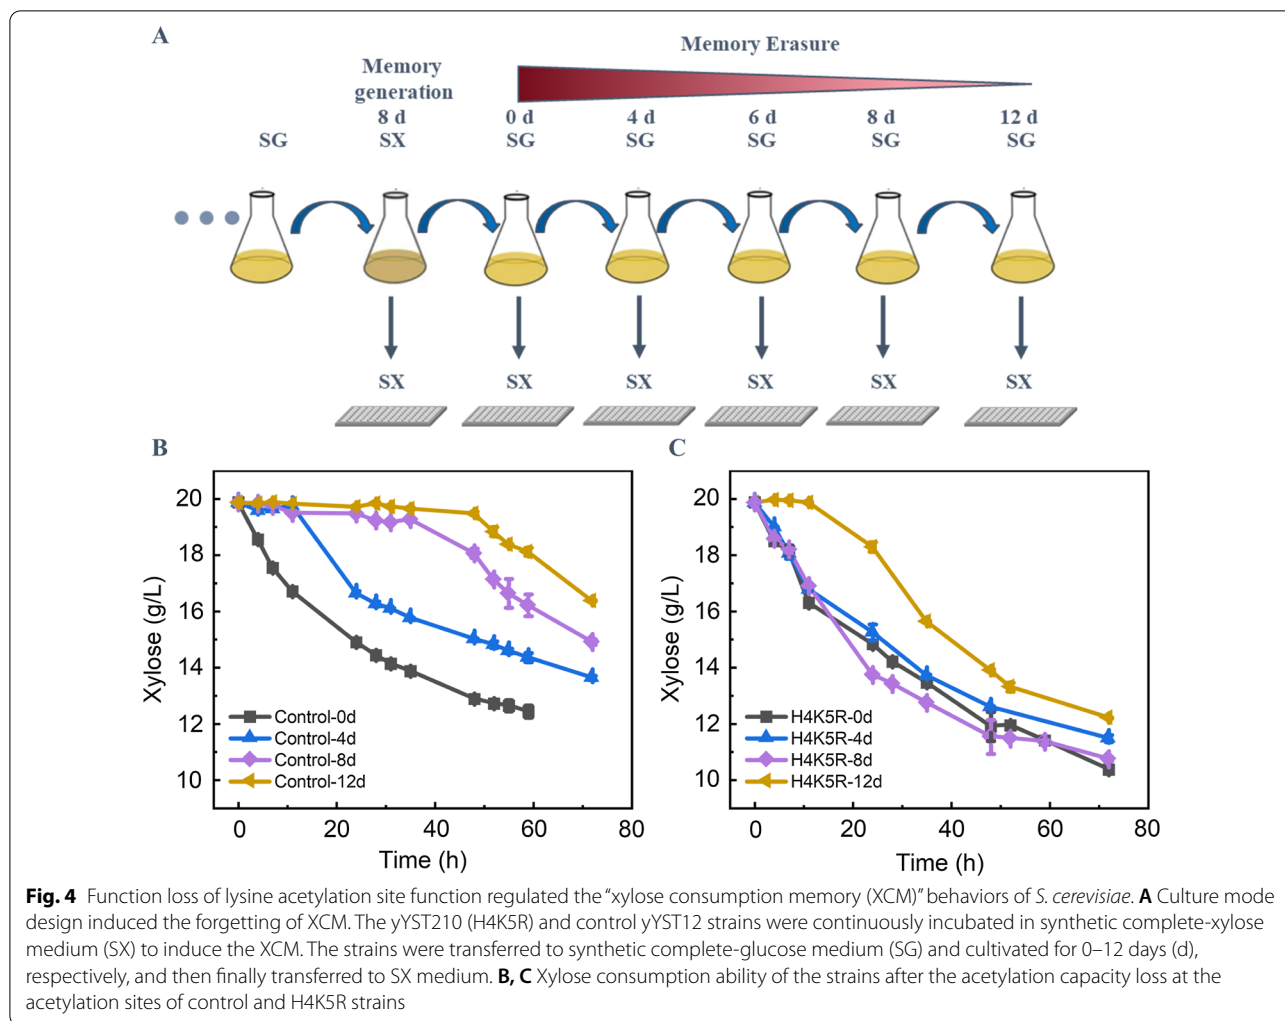 A
Memory Erasure
Memory
generation
8 d
0 d
4 d
6 d
8 d
12 d
SG
SX
SG
SG
SG
SG
SG
SX
SX
SX
SX
SX
SX
B
20
18
16
14
12
10
Xylose (g/L)
Control-0d
Control-4d
Control-8d
Control-12d
0
20
40
60
80
Time (h)
C
20
18
16
14
12
10
Xylose (g/L)
H4K5R-0d
H4K5R-4d
H4K5R-8d
H4K5R-12d
0
20
40
60
80
Time (h)
Fig. 4 Function loss of lysine acetylation site function regulated the “xylose consumption memory (XCM)” behaviors of S. cerevisiae. A Culture mode
design induced the forgetting of XCM. The yYST210 (H4K5R) and control yYST12 strains were continuously incubated in synthetic complete-xylose
medium (SX) to induce the XCM. The strains were transferred to synthetic complete-glucose medium (SG) and cultivated for 0–12 days (d),
respectively, and then finally transferred to SX medium. B, C Xylose consumption ability of the strains after the acetylation capacity loss at the
acetylation sites of control and H4K5R strains